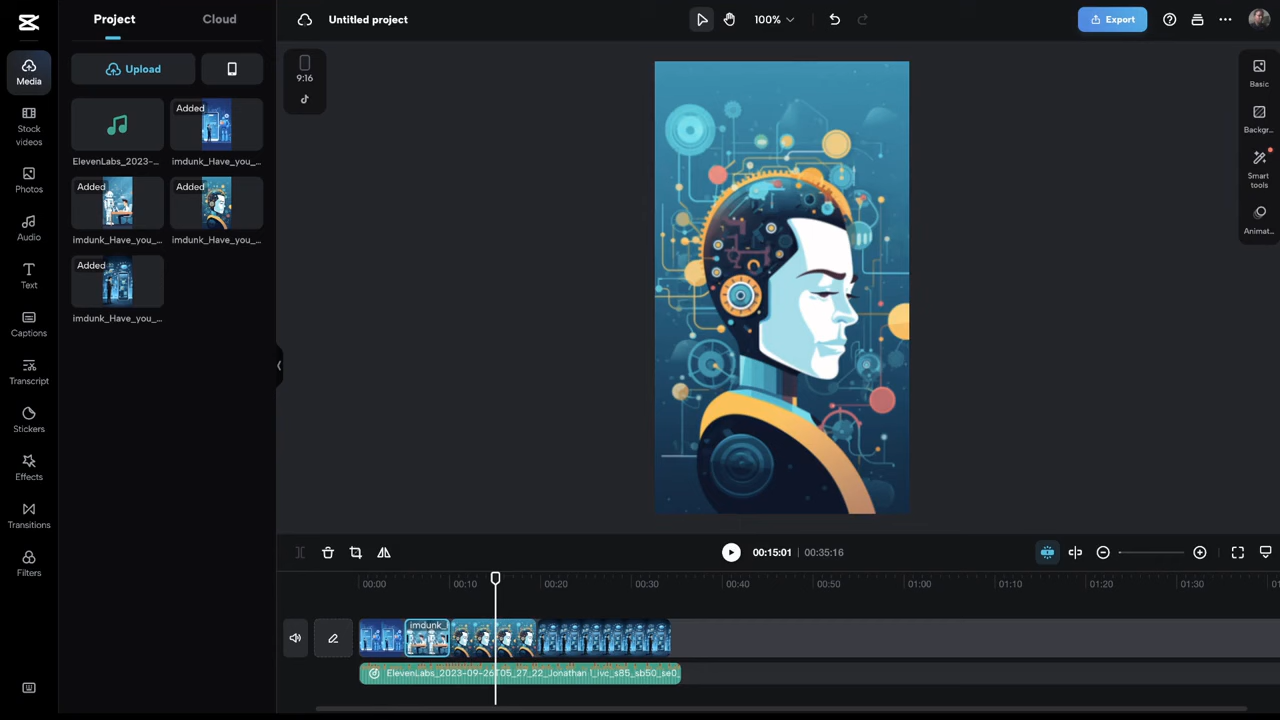 Project
Cloud
Untitled project
100%
Export
Media
Upload
9:16
Basic
Stock
videos
ElevenLabs_2023-...
Added
imdunk_Have_you_...
Backgr...
Photos
Added
imdunk_Have_you_...
Added
imdunk_Have_you_...
Smart
tools
Audio
Animat...
Text
Added
imdunk_Have_you_...
Captions
Transcript
Stickers
Effects
Transitions
Filters
00:15:01 | 00:35:16
00:00 00:10 00:20 00:30 00:40 00:50 01:00 01:10 01:20 01:30
imdunk_
ElevenLabs_2023-09-26T05_27_22_Jonathan 1_ivc_s85_sb50_se0_